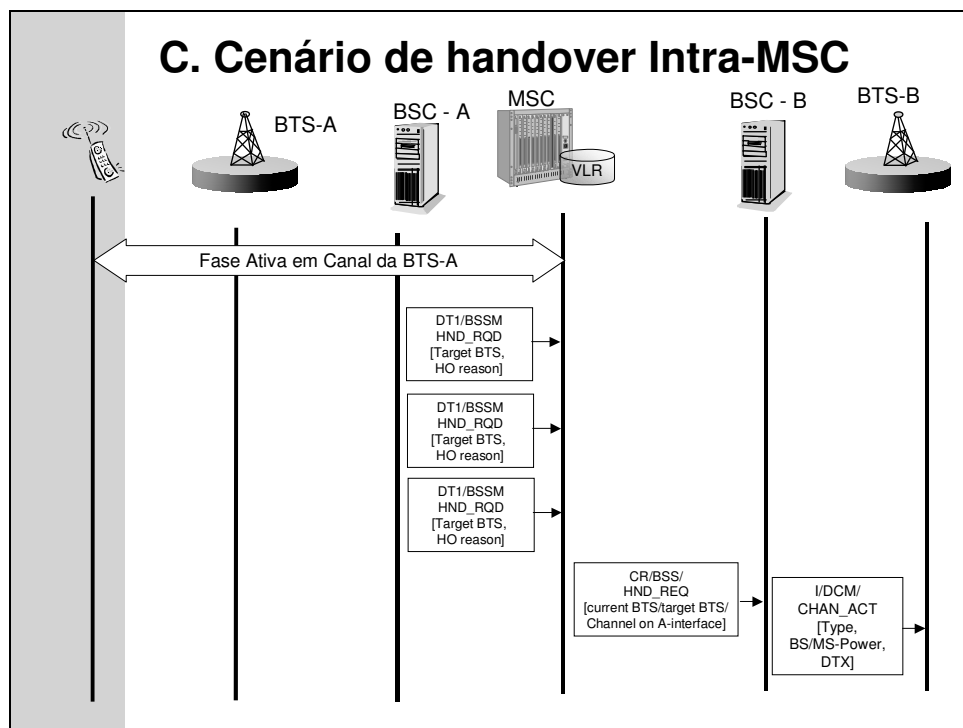 C. Cenário de handover Intra-MSC
BTS-A
BSC - A
MSC
VLR
BSC - B
BTS-B
Fase Ativa em Canal da BTS-A
DT1/BSSM
HND_RQD
[Target BTS,
HO reason]
DT1/BSSM
HND_RQD
[Target BTS,
HO reason]
DT1/BSSM
HND_RQD
[Target BTS,
HO reason]
CR/BSS/
HND_REQ
[current BTS/target BTS/
Channel on A-interface]
I/DCM/
CHAN_ACT
[Type,
BS/MS-Power,
DTX]